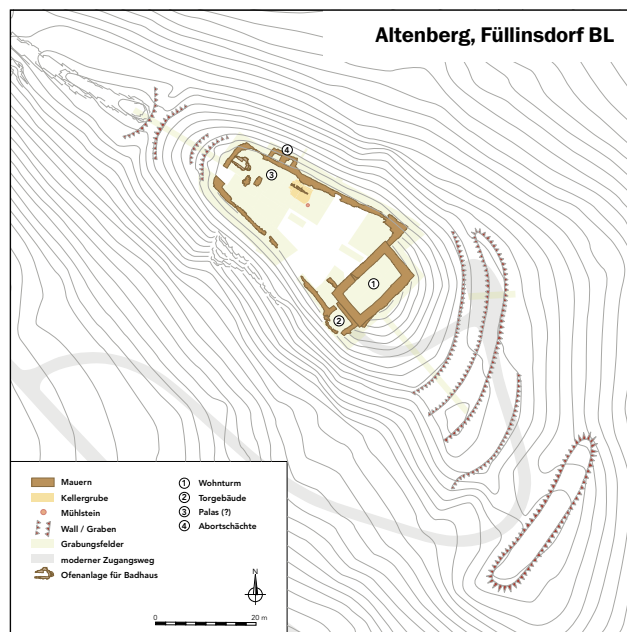 Altenberg, Füllinsdorf BL
4
3
1
2
Mauern
Kellergrube
Mühlstein
Wall / Graben
Grabungsfelder
moderner Zugangsweg
Ofenanlage für Badhaus
1 Wohnturm
2 Torgebäude
3 Palas (?)
4 Abortschächte
N
0 20 m